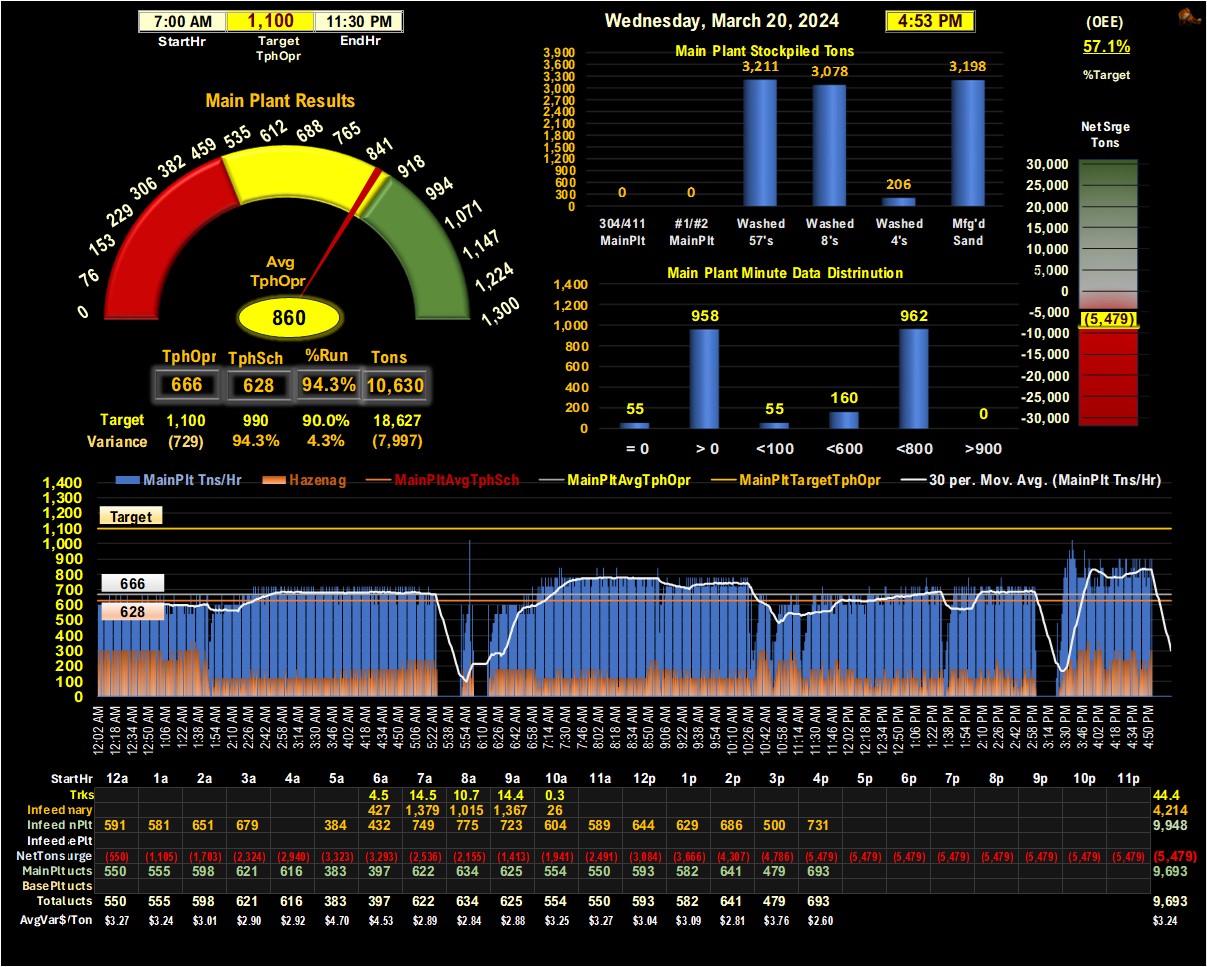 7:00 AM 1,100 11:30 PM
StartHr Target TphOpr EndHr
Wednesday, March 20, 2024 4:53 PM
(OEE)
57.1%
%Target
Main Plant Results
0 76 153 229 306 382 459 535 612 688 765 841 918 994 1,071 1,147 1,224 1,300
Avg
TphOpr
860
TphOpr TphSch %Run Tons
666 628 94.3% 10,630
Target 1,100 990 90.0% 18,627
Variance (729) 94.3% 4.3% (7,997)
Main Plant Stockpiled Tons
3,900
3,600
3,300
3,000
2,700
2,400
2,100
1,800
1,500
1,200
900
600
300
0
0 0 3,211 3,078 206 3,198
304/411 #1/#2 Washed Washed Washed Mfg'd
MainPlt MainPlt 57's 8's 4's Sand
Main Plant Minute Data Distrinution
1,400
1,200
1,000
800
600
400
200
0
55 958 55 160 962 0
= 0 > 0 <100 <600 <800 >900
Net Srge
Tons
30,000
25,000
20,000
15,000
10,000
5,000
0
-5,000
(5,479)
-10,000
-15,000
-20,000
-25,000
-30,000
MainPlt Tns/Hr Hazenag MainPltAvgTphSch MainPltAvgTphOpr MainPltTargetTphOpr 30 per. Mov. Avg. (MainPlt Tns/Hr)
1,400
1,300
1,200
1,100
1,000
900
800
700
600
500
400
300
200
100
0
Target
666
628
12:02 AM 12:18 AM 12:34 AM 12:50 AM 1:06 AM 1:22 AM 1:38 AM 1:54 AM 2:10 AM 2:26 AM 2:42 AM 2:58 AM 3:14 AM 3:30 AM 3:46 AM 4:02 AM 4:18 AM 4:34 AM 4:50 AM 5:06 AM 5:22 AM 5:38 AM 5:54 AM 6:10 AM 6:26 AM 6:42 AM 6:58 AM 7:14 AM 7:30 AM 7:46 AM 8:02 AM 8:18 AM 8:34 AM 8:50 AM 9:06 AM 9:22 AM 9:38 AM 9:54 AM 10:10 AM 10:26 AM 10:42 AM 10:58 AM 11:14 AM 11:30 AM 11:46 AM 12:02 PM 12:18 PM 12:34 PM 12:50 PM 1:06 PM 1:22 PM 1:38 PM 1:54 PM 2:10 PM 2:26 PM 2:42 PM 2:58 PM 3:14 PM 3:30 PM 3:46 PM 4:02 PM 4:18 PM 4:34 PM 4:50 PM
StartHr 12a 1a 2a 3a 4a 5a 6a 7a 8a 9a 10a 11a 12p 1p 2p 3p 4p 5p 6p 7p 8p 9p 10p 11p
Trks 4.5 14.5 10.7 14.4 0.3 44.4
Infeed nary 427 1,379 1,015 1,367 26 4,214
Infeed nPlt 591 581 651 679 384 432 749 775 723 604 589 644 629 686 500 731 9,948
Infeed ePlt
NetTons urge (550) (1,105) (1,703) (2,324) (2,940) (3,323) (3,293) (2,536) (2,155) (1,413) (1,941) (2,491) (3,084) (3,666) (4,307) (4,786) (5,479) (5,479) (5,479) (5,479) (5,479) (5,479) (5,479) (5,479) (5,479)
MainPlt ucts 550 555 598 621 616 383 397 622 634 625 554 550 593 582 641 479 693 9,693
BasePlt ucts
Total ucts 550 555 598 621 616 383 397 622 634 625 554 550 593 582 641 479 693 9,693
AvgVar$/Ton $3.27 $3.24 $3.01 $2.90 $2.92 $4.70 $4.53 $2.89 $2.84 $2.88 $3.25 $3.27 $3.04 $3.09 $2.81 $3.76 $2.60 $3.24